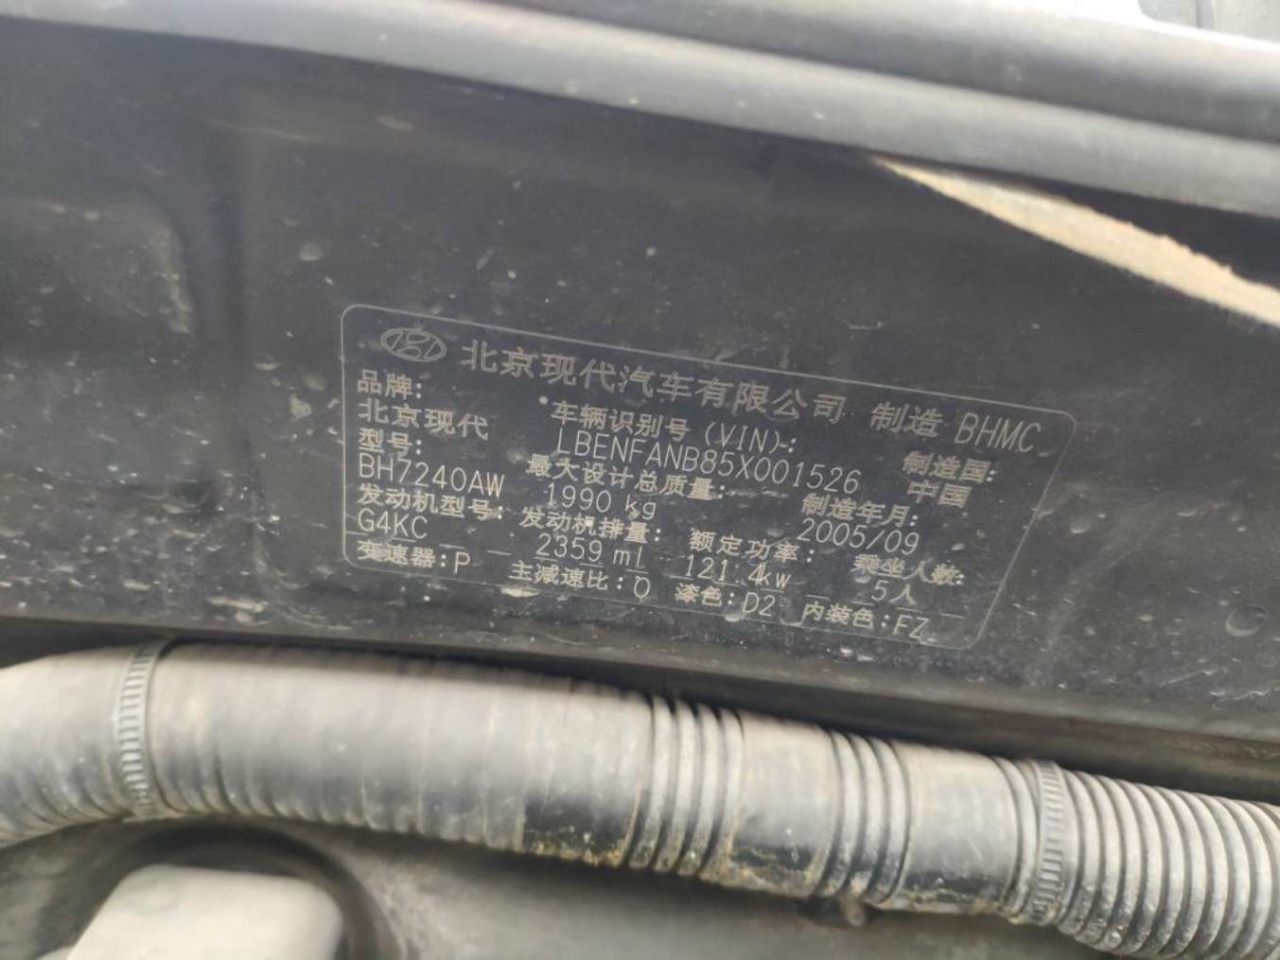 北京现代汽车有限公司 制造 BHMC
品牌: 车辆识别号(VIN): 制造国:
北京现代 LBENFANB85X001526 中国
型号: 最大设计总质量: 制造年月:
BH7240AW 1990 kg 2005/09
发动机型号: 发动机排量: 额定功率: 乘坐人数:
G4KC 2359 ml 121.4kw 5人
变速器:P 主减速比:O 漆色:D2 内装色:FZ